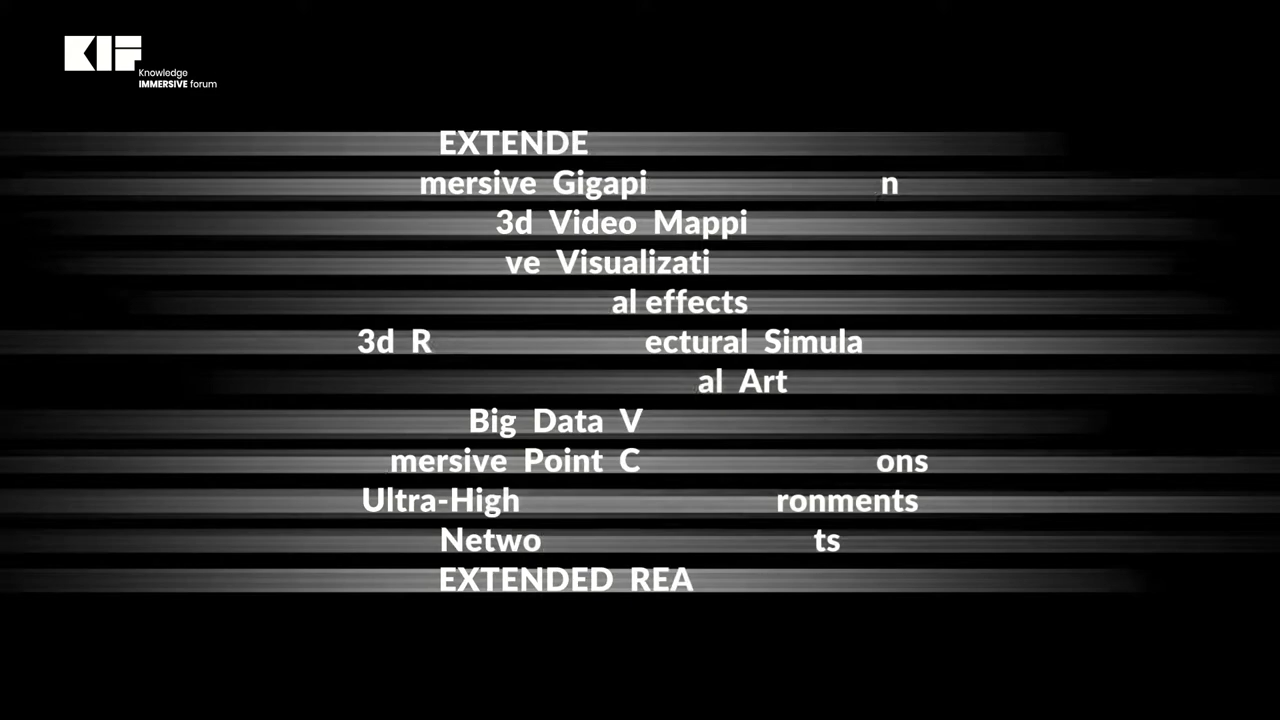 KIF
Knowledge
IMMERSIVE forum
EXTENDE
mersive Gigapi n
3d Video Mappi
ve Visualizati
al effects
3d R ectural Simula
al Art
Big Data V
mersive Point C ons
Ultra-High ronments
Netwo ts
EXTENDED REA